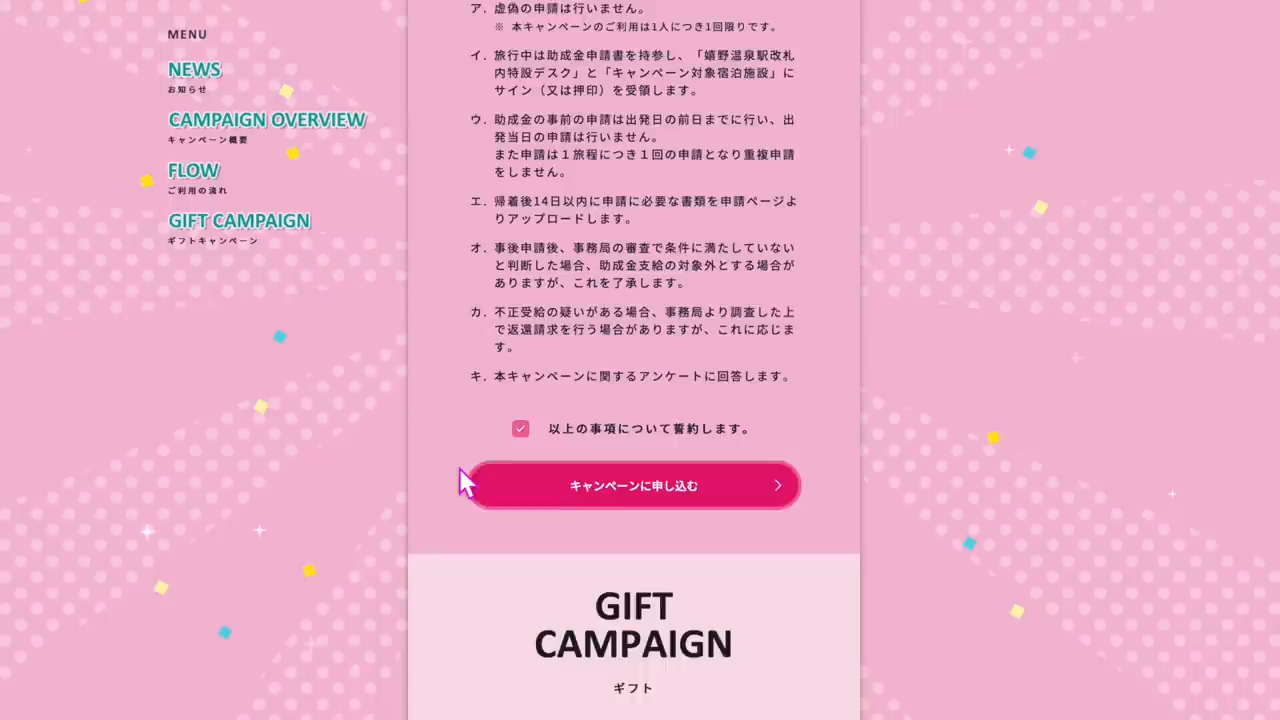 MENU
NEWS
お知らせ
CAMPAIGN OVERVIEW
キャンペーン概要
FLOW
ご利用の流れ
GIFT CAMPAIGN
ギフトキャンペーン
ア. 虚偽の申請は行いません。
※ 本キャンペーンのご利用は1人につき1回限りです。
イ. 旅行中は助成金申請書を持参し、「嬉野温泉駅改札
内特設デスク」と「キャンペーン対象宿泊施設」に
サイン（又は押印）を受領します。
ウ. 助成金の事前の申請は出発日の前日までに行い、出
発当日の申請は行いません。
また申請は１旅程につき１回の申請となり重複申請
をしません。
エ. 帰着後14日以内に申請に必要な書類を申請ページよ
りアップロードします。
オ. 事後申請後、事務局の審査で条件に満たしていない
と判断した場合、助成金支給の対象外とする場合が
ありますが、これを了承します。
カ. 不正受給の疑いがある場合、事務局より調査した上
で返還請求を行う場合がありますが、これに応じま
す。
キ. 本キャンペーンに関するアンケートに回答します。
以上の事項について誓約します。
キャンペーンに申し込む
GIFT
CAMPAIGN
ギフト